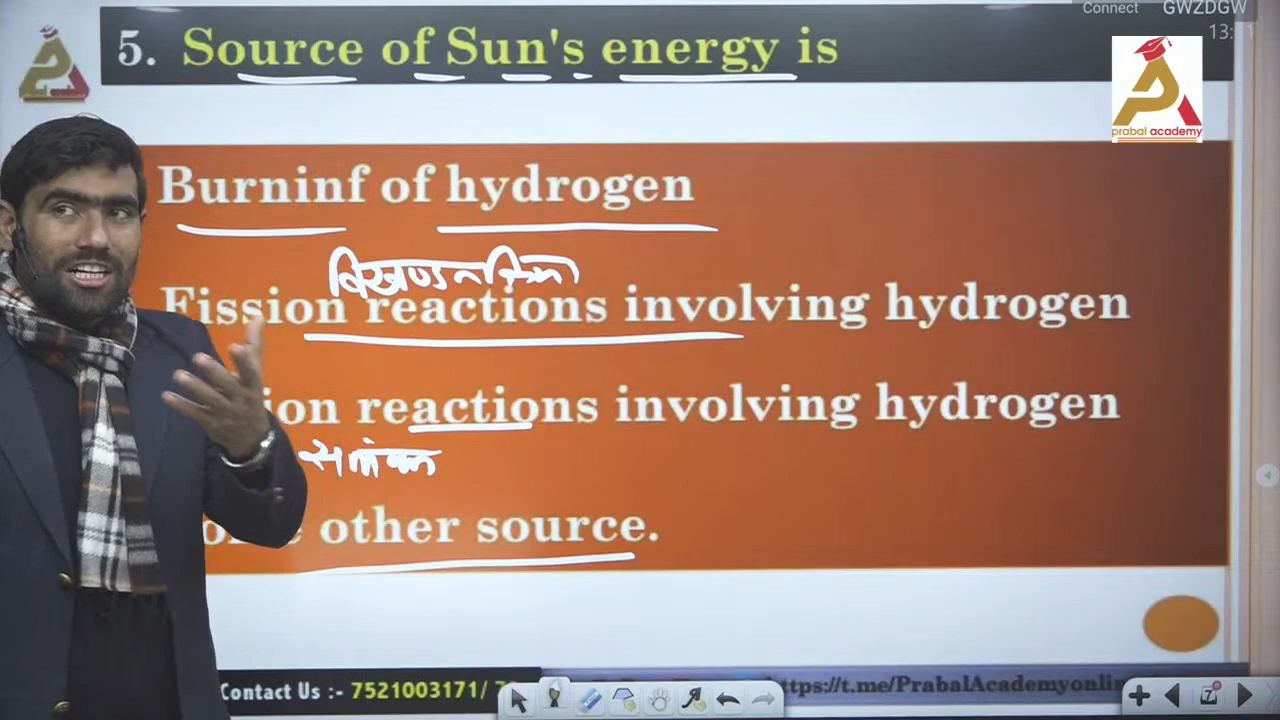 Connect GWZDGW
5. Source of Sun's energy is
prabal academy
Burninf of hydrogen
विखण्डन
Fission reactions involving hydrogen
ion reactions involving hydrogen
other source.
Contact Us :- 7521003171/
https://t.me/PrabalAcademyonlin